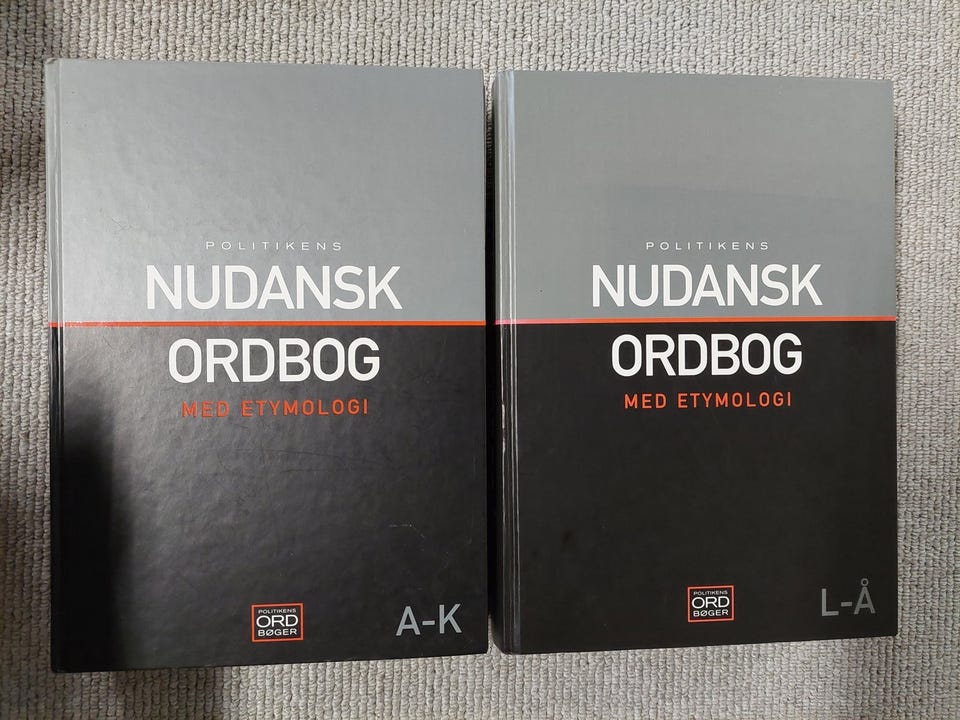 POLITIKENS
NUDANSK
ORDBOG
MED ETYMOLOGI
POLITIKENS
ORD
BØGER
A-K
POLITIKENS
NUDANSK
ORDBOG
MED ETYMOLOGI
POLITIKENS
ORD
BØGER
L-Å